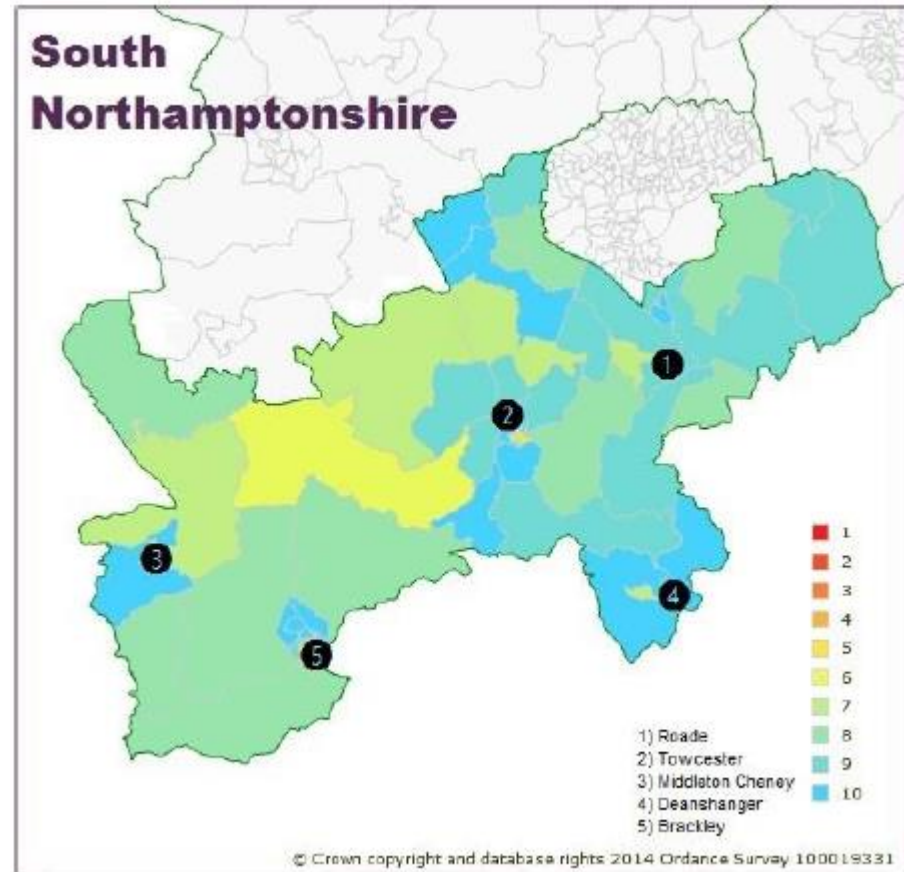 South
Northamptonshire
1
2
3
4
5
1
2
3
4
5
6
7
8
9
10
1) Roade
2) Towcester
3) Middleton Cheney
4) Deanshanger
5) Brackley
© Crown copyright and database rights 2014 Ordance Survey 100019331